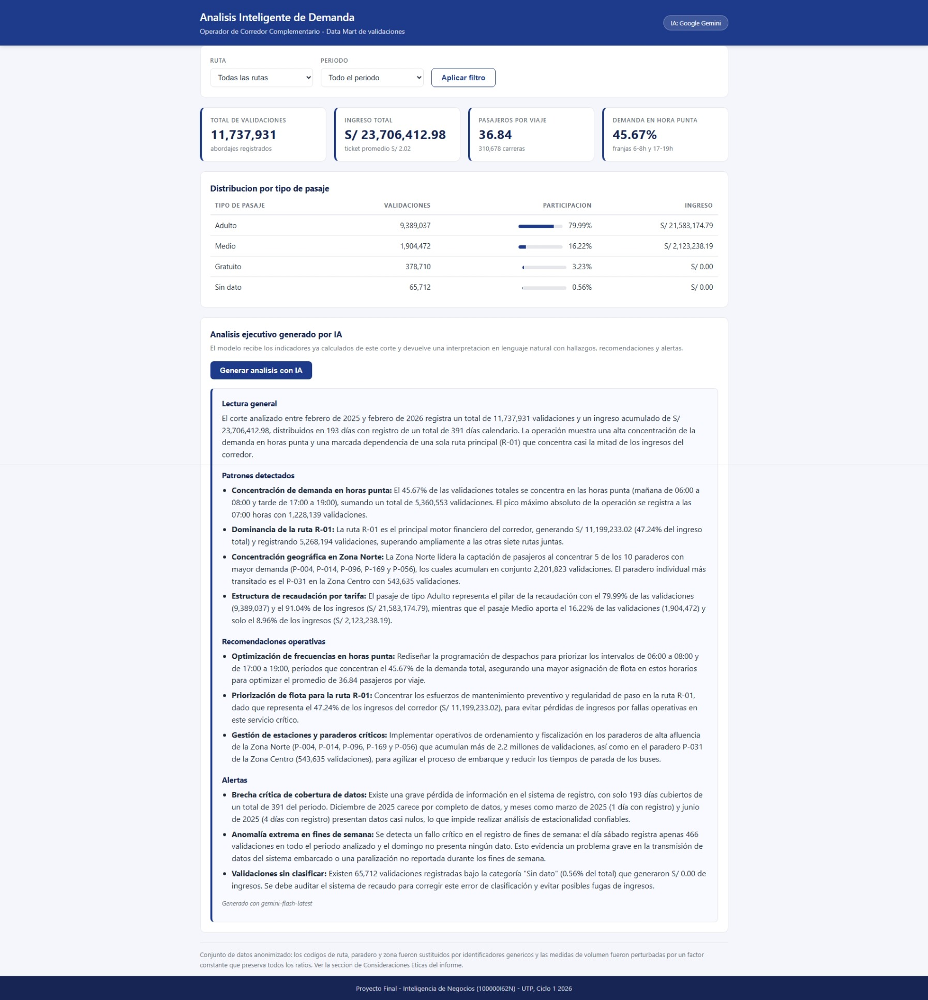 Analisis Inteligente de Demanda
Operador de Corredor Complementario - Data Mart de validaciones
IA: Google Gemini
RUTA
PERIODO
Todas las rutas
Todo el periodo
Aplicar filtro
TOTAL DE VALIDACIONES
11,737,931
abordajes registrados
INGRESO TOTAL
S/ 23,706,412.98
ticket promedio S/ 2.02
PASAJEROS POR VIAJE
36.84
310,678 carreras
DEMANDA EN HORA PUNTA
45.67%
franjas 6-8h y 17-19h
Distribucion por tipo de pasaje
TIPO DE PASAJE VALIDACIONES PARTICIPACION INGRESO
Adulto 9,389,037 79.99% S/ 21,583,174.79
Medio 1,904,472 16.22% S/ 2,123,238.19
Gratuito 378,710 3.23% S/ 0.00
Sin dato 65,712 0.56% S/ 0.00
Analisis ejecutivo generado por IA
El modelo recibe los indicadores ya calculados de este corte y devuelve una interpretacion en lenguaje natural con hallazgos, recomendaciones y alertas.
Generar analisis con IA
Lectura general
El corte analizado entre febrero de 2025 y febrero de 2026 registra un total de 11,737,931 validaciones y un ingreso acumulado de S/
23,706,412.98, distribuidos en 193 días con registro de un total de 391 días calendario. La operación muestra una alta concentración de la
demanda en horas punta y una marcada dependencia de una sola ruta principal (R-01) que concentra casi la mitad de los ingresos del
corredor.
Patrones detectados
• Concentración de demanda en horas punta: El 45.67% de las validaciones totales se concentra en las horas punta (mañana de 06:00 a
08:00 y tarde de 17:00 a 19:00), sumando un total de 5,360,553 validaciones. El pico máximo absoluto de la operación se registra a las
07:00 horas con 1,228,139 validaciones.
• Dominancia de la ruta R-01: La ruta R-01 es el principal motor financiero del corredor, generando S/ 11,199,233.02 (47.24% del ingreso
total) y registrando 5,268,194 validaciones, superando ampliamente a las otras siete rutas juntas.
• Concentración geográfica en Zona Norte: La Zona Norte lidera la captación de pasajeros al concentrar 5 de los 10 paraderos con
mayor demanda (P-004, P-014, P-096, P-169 y P-056), los cuales acumulan en conjunto 2,201,823 validaciones. El paradero individual más
transitado es el P-031 en la Zona Centro con 543,635 validaciones.
• Estructura de recaudación por tarifa: El pasaje de tipo Adulto representa el pilar de la recaudación con el 79.99% de las validaciones
(9,389,037) y el 91.04% de los ingresos (S/ 21,583,174.79), mientras que el pasaje Medio aporta el 16.22% de las validaciones (1,904,472) y
solo el 8.96% de los ingresos (S/ 2,123,238.19).
Recomendaciones operativas
• Optimización de frecuencias en horas punta: Rediseñar la programación de despachos para priorizar los intervalos de 06:00 a 08:00 y
de 17:00 a 19:00, periodos que concentran el 45.67% de la demanda total, asegurando una mayor asignación de flota en estos horarios
para optimizar el promedio de 36.84 pasajeros por viaje.
• Priorización de flota para la ruta R-01: Concentrar los esfuerzos de mantenimiento preventivo y regularidad de paso en la ruta R-01,
dado que representa el 47.24% de los ingresos del corredor (S/ 11,199,233.02), para evitar pérdidas de ingresos por fallas operativas en
este servicio crítico.
• Gestión de estaciones y paraderos críticos: Implementar operativos de ordenamiento y fiscalización en los paraderos de alta afluencia
de la Zona Norte (P-004, P-014, P-096, P-169 y P-056) que acumulan más de 2.2 millones de validaciones, así como en el paradero P-031
de la Zona Centro (543,635 validaciones), para agilizar el proceso de embarque y reducir los tiempos de parada de los buses.
Alertas
• Brecha crítica de cobertura de datos: Existe una grave pérdida de información en el sistema de registro, con solo 193 días cubiertos de
un total de 391 del periodo. Diciembre de 2025 carece por completo de datos, y meses como marzo de 2025 (1 día con registro) y junio
de 2025 (4 días con registro) presentan datos casi nulos, lo que impide realizar análisis de estacionalidad confiables.
• Anomalía extrema en fines de semana: Se detecta un fallo crítico en el registro de fines de semana: el día sábado registra apenas 466
validaciones en todo el periodo analizado y el domingo no presenta ningún dato. Esto evidencia un problema grave en la transmisión de
datos del sistema embarcado o una paralización no reportada durante los fines de semana.
• Validaciones sin clasificar: Existen 65,712 validaciones registradas bajo la categoría "Sin dato" (0.56% del total) que generaron S/ 0.00 de
ingresos. Se debe auditar el sistema de recaudo para corregir este error de clasificación y evitar posibles fugas de ingresos.
Generado con gemini-flash-latest
Conjunto de datos anonimizado: los codigos de ruta, paradero y zona fueron sustituidos por identificadores genericos y las medidas de volumen fueron perturbadas por un factor
constante que preserva todos los ratios. Ver la seccion de Consideraciones Eticas del informe.
Proyecto Final - Inteligencia de Negocios (100000I62N) - UTP, Ciclo 1 2026